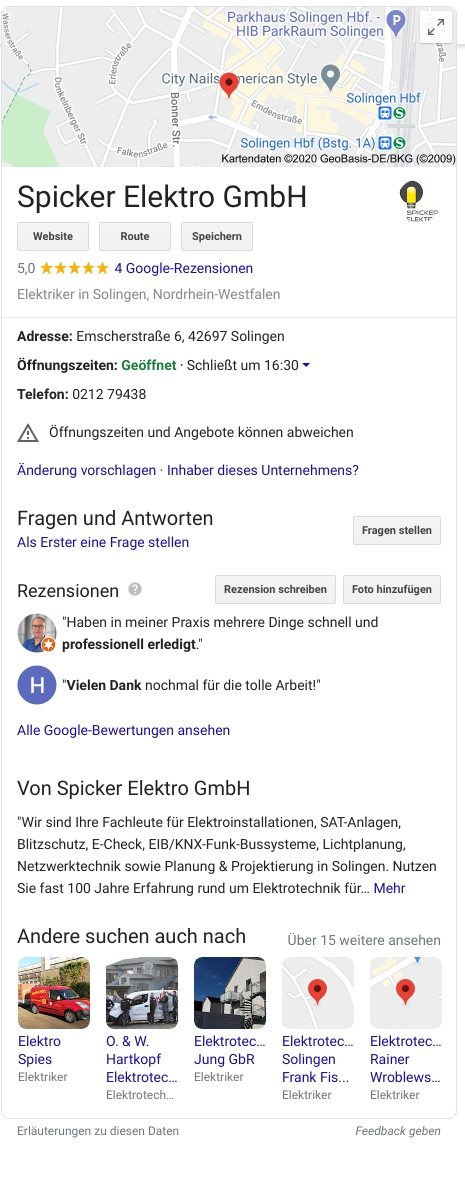 Wasserstraße
Erlenstraße
Dunkelnberger Str.
Bonner Str.
Parkhaus Solingen Hbf. -
HIB ParkRaum Solingen
P
City Nails American Style
Emdenstraße
Falkenstraße
Solingen Hbf
S
Solingen Hbf (Bstg. 1A)
S
Kartendaten ©2020 GeoBasis-DE/BKG (©2009)
Spicker Elektro GmbH
SPICKER
Website
Route
Speichern
5,0 ★★★★★ 4 Google-Rezensionen
Elektriker in Solingen, Nordrhein-Westfalen
Adresse: Emscherstraße 6, 42697 Solingen
Öffnungszeiten: Geöffnet · Schließt um 16:30
Telefon: 0212 79438
Öffnungszeiten und Angebote können abweichen
Änderung vorschlagen · Inhaber dieses Unternehmens?
Fragen und Antworten
Als Erster eine Frage stellen
Fragen stellen
Rezensionen ?
Rezension schreiben
Foto hinzufügen
"Haben in meiner Praxis mehrere Dinge schnell und
professionell erledigt."
H
"Vielen Dank nochmal für die tolle Arbeit!"
Alle Google-Bewertungen ansehen
Von Spicker Elektro GmbH
"Wir sind Ihre Fachleute für Elektroinstallationen, SAT-Anlagen,
Blitzschutz, E-Check, EIB/KNX-Funk-Bussysteme, Lichtplanung,
Netzwerktechnik sowie Planung & Projektierung in Solingen. Nutzen
Sie fast 100 Jahre Erfahrung rund um Elektrotechnik für… Mehr
Andere suchen auch nach
Über 15 weitere ansehen
Elektro
Spies
Elektriker
O. & W.
Hartkopf
Elektrotec...
Elektrotech...
Elektrotec...
Jung GbR
Elektriker
Elektrotec...
Solingen
Frank Fis...
Elektriker
Elektrotec...
Rainer
Wroblews...
Elektriker
Erläuterungen zu diesen Daten
Feedback geben